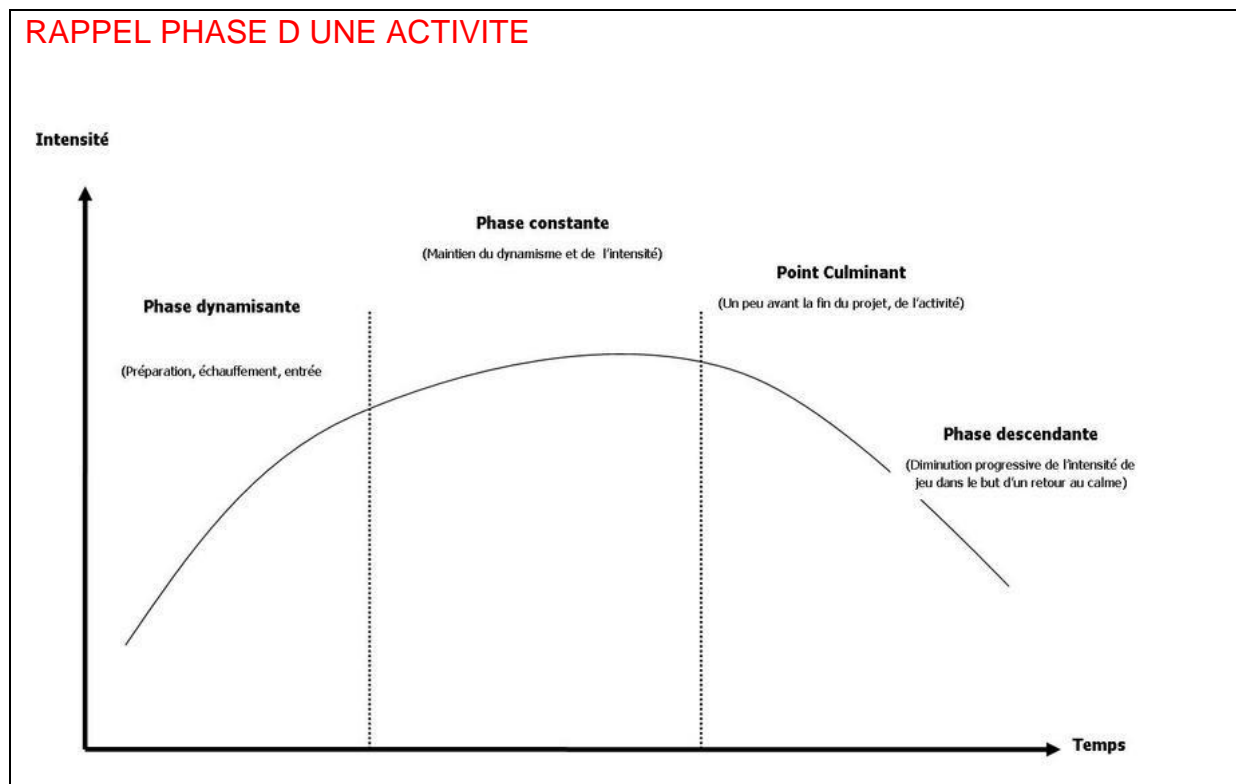 RAPPEL PHASE D UNE ACTIVITE
Intensité
Phase constante
(Maintien du dynamisme et de l'intensité)
Point Culminant
(Un peu avant la fin du projet, de l'activité)
Phase dynamisante
(Préparation, échauffement, entrée
Phase descendante
(Diminution progressive de l'intensité de
jeu dans le but d'un retour au calme)
Temps